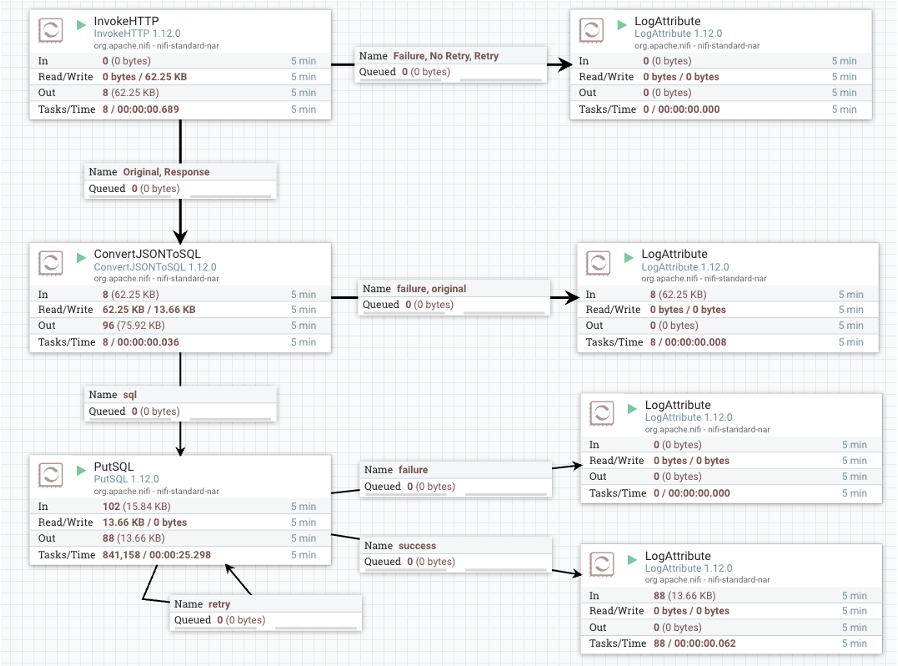 InvokeHTTP
InvokeHTTP 1.12.0
org.apache.nifi - nifi-standard-nar
In 0 (0 bytes) 5 min
Read/Write 0 bytes / 62.25 KB 5 min
Out 8 (62.25 KB) 5 min
Tasks/Time 8 / 00:00:00.689 5 min
Name Failure, No Retry, Retry
Queued 0 (0 bytes)
LogAttribute
LogAttribute 1.12.0
org.apache.nifi - nifi-standard-nar
In 0 (0 bytes) 5 min
Read/Write 0 bytes / 0 bytes 5 min
Out 0 (0 bytes) 5 min
Tasks/Time 0 / 00:00:00.000 5 min
Name Original, Response
Queued 0 (0 bytes)
ConvertJSONToSQL
ConvertJSONToSQL 1.12.0
org.apache.nifi - nifi-standard-nar
In 8 (62.25 KB) 5 min
Read/Write 62.25 KB / 13.66 KB 5 min
Out 96 (75.92 KB) 5 min
Tasks/Time 8 / 00:00:00.036 5 min
Name failure, original
Queued 0 (0 bytes)
LogAttribute
LogAttribute 1.12.0
org.apache.nifi - nifi-standard-nar
In 8 (62.25 KB) 5 min
Read/Write 0 bytes / 0 bytes 5 min
Out 0 (0 bytes) 5 min
Tasks/Time 8 / 00:00:00.008 5 min
Name sql
Queued 0 (0 bytes)
PutSQL
PutSQL 1.12.0
org.apache.nifi - nifi-standard-nar
In 102 (15.84 KB) 5 min
Read/Write 13.66 KB / 0 bytes 5 min
Out 88 (13.66 KB) 5 min
Tasks/Time 841,158 / 00:00:25.298 5 min
Name failure
Queued 0 (0 bytes)
LogAttribute
LogAttribute 1.12.0
org.apache.nifi - nifi-standard-nar
In 0 (0 bytes) 5 min
Read/Write 0 bytes / 0 bytes 5 min
Out 0 (0 bytes) 5 min
Tasks/Time 0 / 00:00:00.000 5 min
Name success
Queued 0 (0 bytes)
LogAttribute
LogAttribute 1.12.0
org.apache.nifi - nifi-standard-nar
In 88 (13.66 KB) 5 min
Read/Write 0 bytes / 0 bytes 5 min
Out 0 (0 bytes) 5 min
Tasks/Time 88 / 00:00:00.062 5 min
Name retry
Queued 0 (0 bytes)